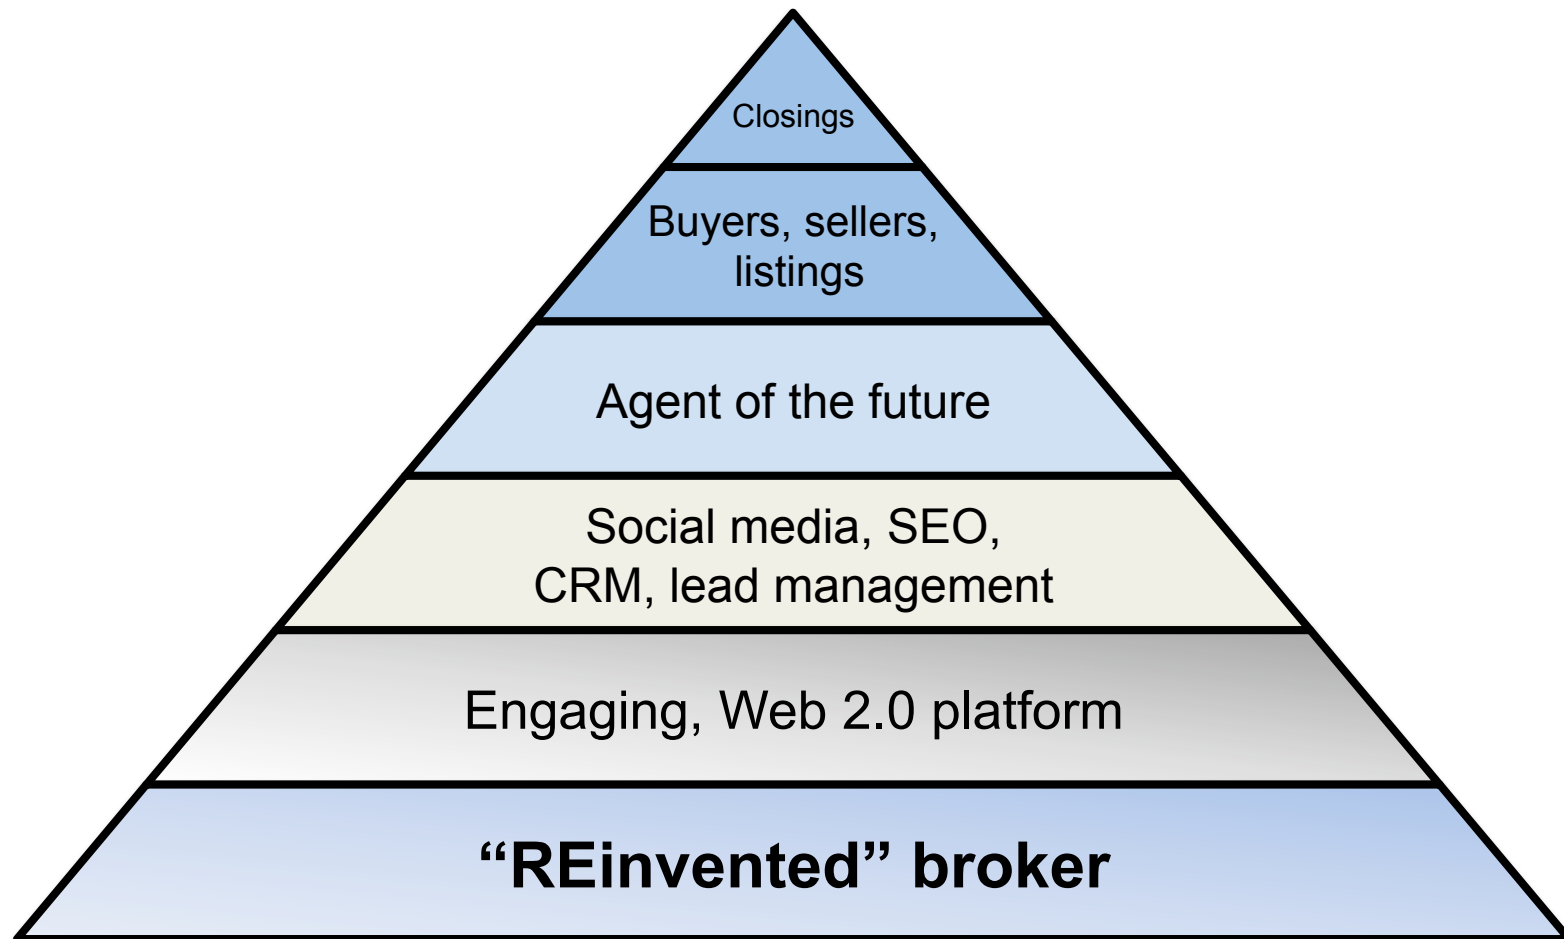 Closings
Buyers, sellers,
listings
Agent of the future
Social media, SEO,
CRM, lead management
Engaging, Web 2.0 platform
“REinvented” broker